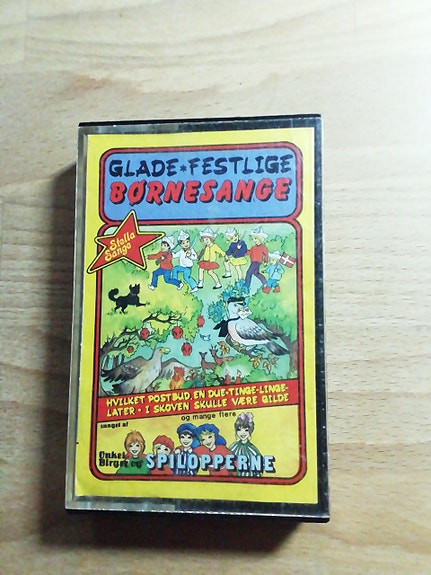 GLADE*FESTLIGE
BØRNESANGE
Stella
Sange
HVILKET POSTBUD, EN DUE·TINGE-LINGE-
LATER · I SKOVEN SKULLE VÆRE GILDE
og mange flere
sunget af
Onkel
Birger og
SPILOPPERNE